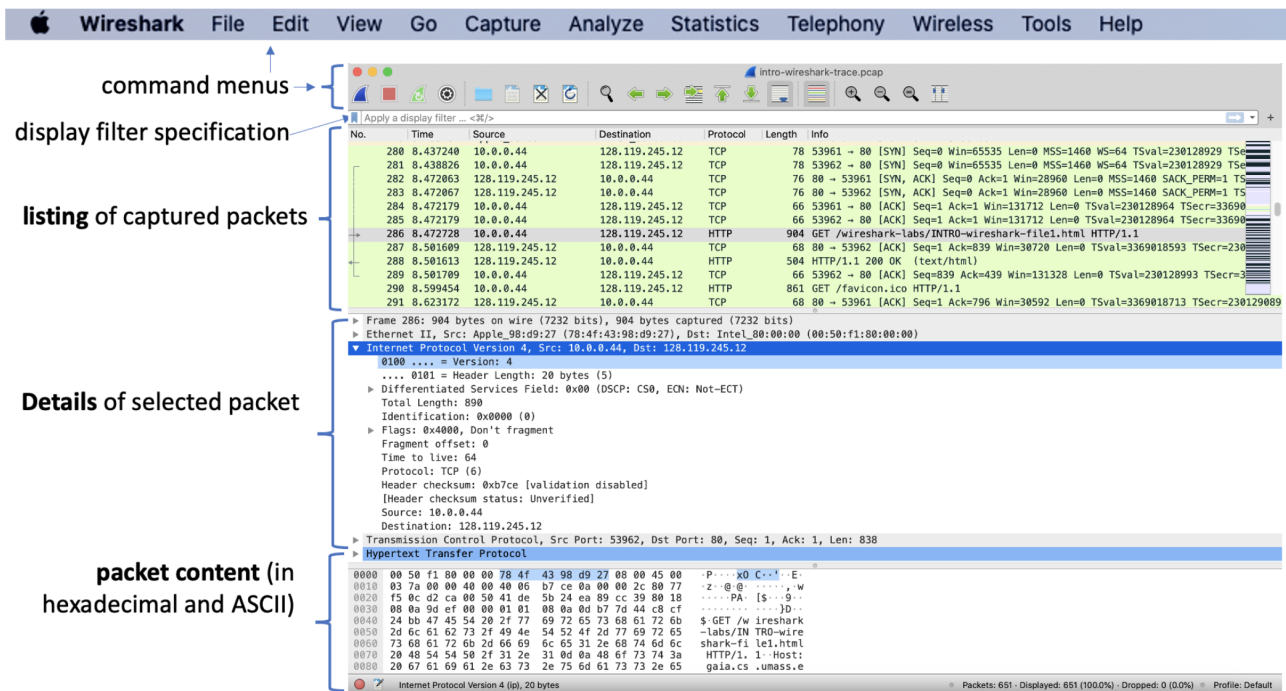 Wireshark File Edit View Go Capture Analyze Statistics Telephony Wireless Tools Help
command menus
display filter specification
listing of captured packets
Details of selected packet
packet content (in
hexadecimal and ASCII)
intro-wireshark-trace.pcap
Apply a display filter ... <⌘/>
No. Time Source Destination Protocol Length Info
280 8.437240 10.0.0.44 128.119.245.12 TCP 78 53961 → 80 [SYN] Seq=0 Win=65535 Len=0 MSS=1460 WS=64 TSval=230128929 TSe
281 8.438826 10.0.0.44 128.119.245.12 TCP 78 53962 → 80 [SYN] Seq=0 Win=65535 Len=0 MSS=1460 WS=64 TSval=230128929 TSe
282 8.472063 128.119.245.12 10.0.0.44 TCP 76 80 → 53961 [SYN, ACK] Seq=0 Ack=1 Win=28960 Len=0 MSS=1460 SACK_PERM=1 TS
283 8.472067 128.119.245.12 10.0.0.44 TCP 76 80 → 53962 [SYN, ACK] Seq=0 Ack=1 Win=28960 Len=0 MSS=1460 SACK_PERM=1 TS
284 8.472179 10.0.0.44 128.119.245.12 TCP 66 53961 → 80 [ACK] Seq=1 Ack=1 Win=131712 Len=0 TSval=230128964 TSecr=33690
285 8.472179 10.0.0.44 128.119.245.12 TCP 66 53962 → 80 [ACK] Seq=1 Ack=1 Win=131712 Len=0 TSval=230128964 TSecr=33690
286 8.472728 10.0.0.44 128.119.245.12 HTTP 904 GET /wireshark-labs/INTRO-wireshark-file1.html HTTP/1.1
287 8.501609 128.119.245.12 10.0.0.44 TCP 68 80 → 53962 [ACK] Seq=1 Ack=839 Win=30720 Len=0 TSval=3369018593 TSecr=230
288 8.501613 128.119.245.12 10.0.0.44 HTTP 504 HTTP/1.1 200 OK (text/html)
289 8.501709 10.0.0.44 128.119.245.12 TCP 66 53962 → 80 [ACK] Seq=839 Ack=439 Win=131328 Len=0 TSval=230128993 TSecr=3
290 8.599454 10.0.0.44 128.119.245.12 HTTP 861 GET /favicon.ico HTTP/1.1
291 8.623172 128.119.245.12 10.0.0.44 TCP 68 80 → 53961 [ACK] Seq=1 Ack=796 Win=30592 Len=0 TSval=3369018713 TSecr=230129089
Frame 286: 904 bytes on wire (7232 bits), 904 bytes captured (7232 bits)
Ethernet II, Src: Apple_98:d9:27 (78:4f:43:98:d9:27), Dst: Intel_80:00:00 (00:50:f1:80:00:00)
Internet Protocol Version 4, Src: 10.0.0.44, Dst: 128.119.245.12
0100 .... = Version: 4
.... 0101 = Header Length: 20 bytes (5)
Differentiated Services Field: 0x00 (DSCP: CS0, ECN: Not-ECT)
Total Length: 890
Identification: 0x0000 (0)
Flags: 0x4000, Don't fragment
Fragment offset: 0
Time to live: 64
Protocol: TCP (6)
Header checksum: 0xb7ce [validation disabled]
[Header checksum status: Unverified]
Source: 10.0.0.44
Destination: 128.119.245.12
Transmission Control Protocol, Src Port: 53962, Dst Port: 80, Seq: 1, Ack: 1, Len: 838
Hypertext Transfer Protocol
0000 00 50 f1 80 00 00 78 4f 43 98 d9 27 08 00 45 00 ·P····xO C··'··E·
0010 03 7a 00 00 40 00 40 06 b7 ce 0a 00 00 2c 80 77 ·z··@·@· ·····,·w
0020 f5 0c d2 ca 00 50 41 de 5b 24 ea 89 cc 39 80 18 ·····PA· [$···9··
0030 08 0a 9d ef 00 00 01 01 08 0a 0d b7 7d 44 c8 cf ········ ····}D··
0040 24 bb 47 45 54 20 2f 77 69 72 65 73 68 61 72 6b $·GET /w ireshark
0050 2d 6c 61 62 73 2f 49 4e 54 52 4f 2d 77 69 72 65 -labs/IN TRO-wire
0060 73 68 61 72 6b 2d 66 69 6c 65 31 2e 68 74 6d 6c shark-fi le1.html
0070 20 48 54 54 50 2f 31 2e 31 0d 0a 48 6f 73 74 3a HTTP/1. 1··Host:
0080 20 67 61 69 61 2e 63 73 2e 75 6d 61 73 73 2e 65 gaia.cs .umass.e
Internet Protocol Version 4 (ip), 20 bytes Packets: 651 · Displayed: 651 (100.0%) · Dropped: 0 (0.0%) Profile: Default